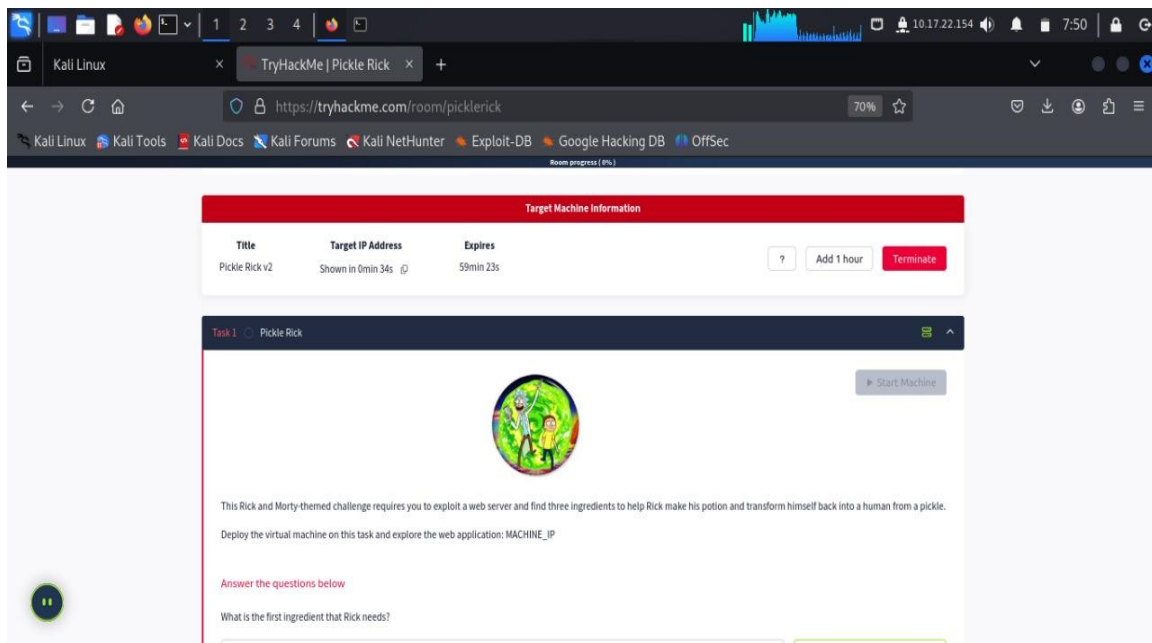 1 2 3 4 10.17.22.154 7:50
Kali Linux TryHackMe | Pickle Rick
https://tryhackme.com/room/picklerick 70%
Kali Linux Kali Tools Kali Docs Kali Forums Kali NetHunter Exploit-DB Google Hacking DB OffSec
Room progress ( 0% )
Target Machine Information
Title Target IP Address Expires
Pickle Rick v2 Shown in 0min 34s 59min 23s ? Add 1 hour Terminate
Task 1 Pickle Rick
Start Machine
This Rick and Morty-themed challenge requires you to exploit a web server and find three ingredients to help Rick make his potion and transform himself back into a human from a pickle.
Deploy the virtual machine on this task and explore the web application: MACHINE_IP
Answer the questions below
What is the first ingredient that Rick needs?